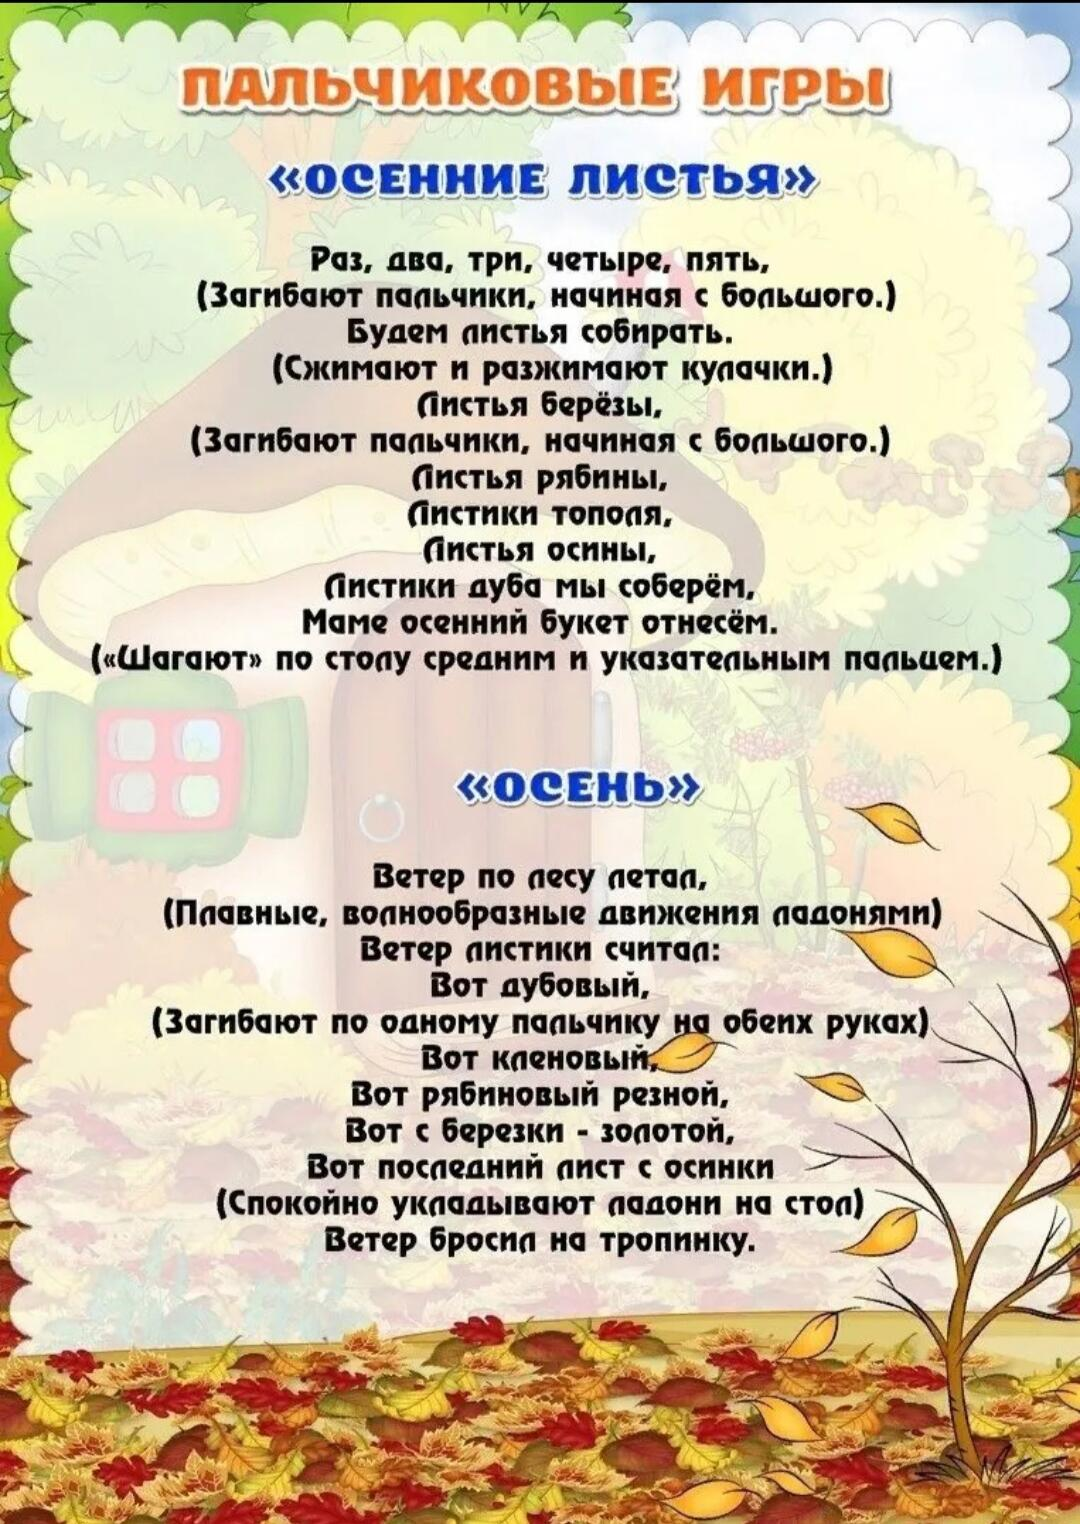 ПАЛЬЧИКОВЫЕ ИГРЫ
«ОСЕННИЕ ЛИСТЬЯ»
Раз, два, три, четыре, пять,
(Загибают пальчики, начиная с большого.)
Будем листья собирать.
(Сжимают и разжимают кулачки.)
Листья берёзы,
(Загибают пальчики, начиная с большого.)
Листья рябины,
Листики тополя,
Листья осины,
Листики дуба мы соберём,
Маме осенний букет отнесём.
(«Шагают» по столу средним и указательным пальцем.)
«ОСЕНЬ»
Ветер по лесу летал,
(Плавные, волнообразные движения ладонями)
Ветер листики считал:
Вот дубовый,
(Загибают по одному пальчику на обеих руках)
Вот кленовый,
Вот рябиновый резной,
Вот с березки - золотой,
Вот последний лист с осинки
(Спокойно укладывают ладони на стол)
Ветер бросил на тропинку.